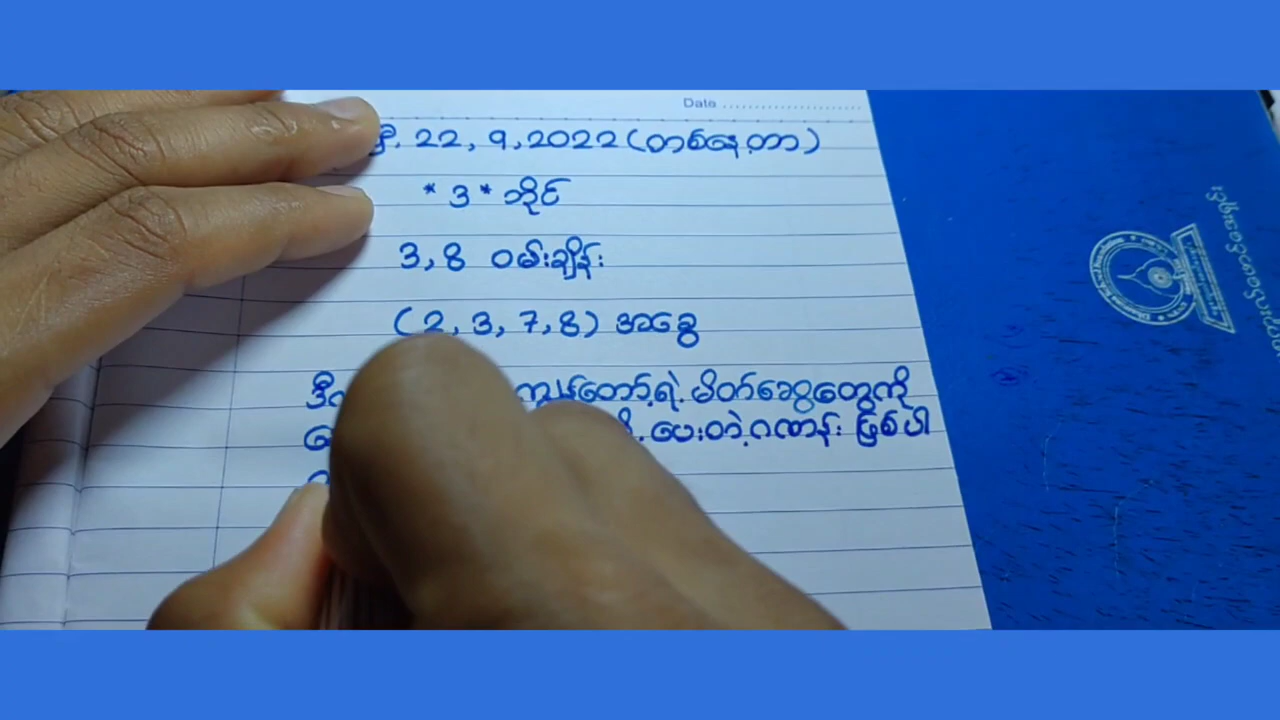 Date
22, 9, 2022 (တစ်နေ့တာ)
* 3 * ဘိုင်
3, 8 ဝမ်းချိန်း
(2, 3, 7, 8) အခွေ
ကျွန်တော့်ရဲ့ မိတ်ဆွေတွေကို
ပေးတဲ့ဂဏန်း ဖြစ်ပါ